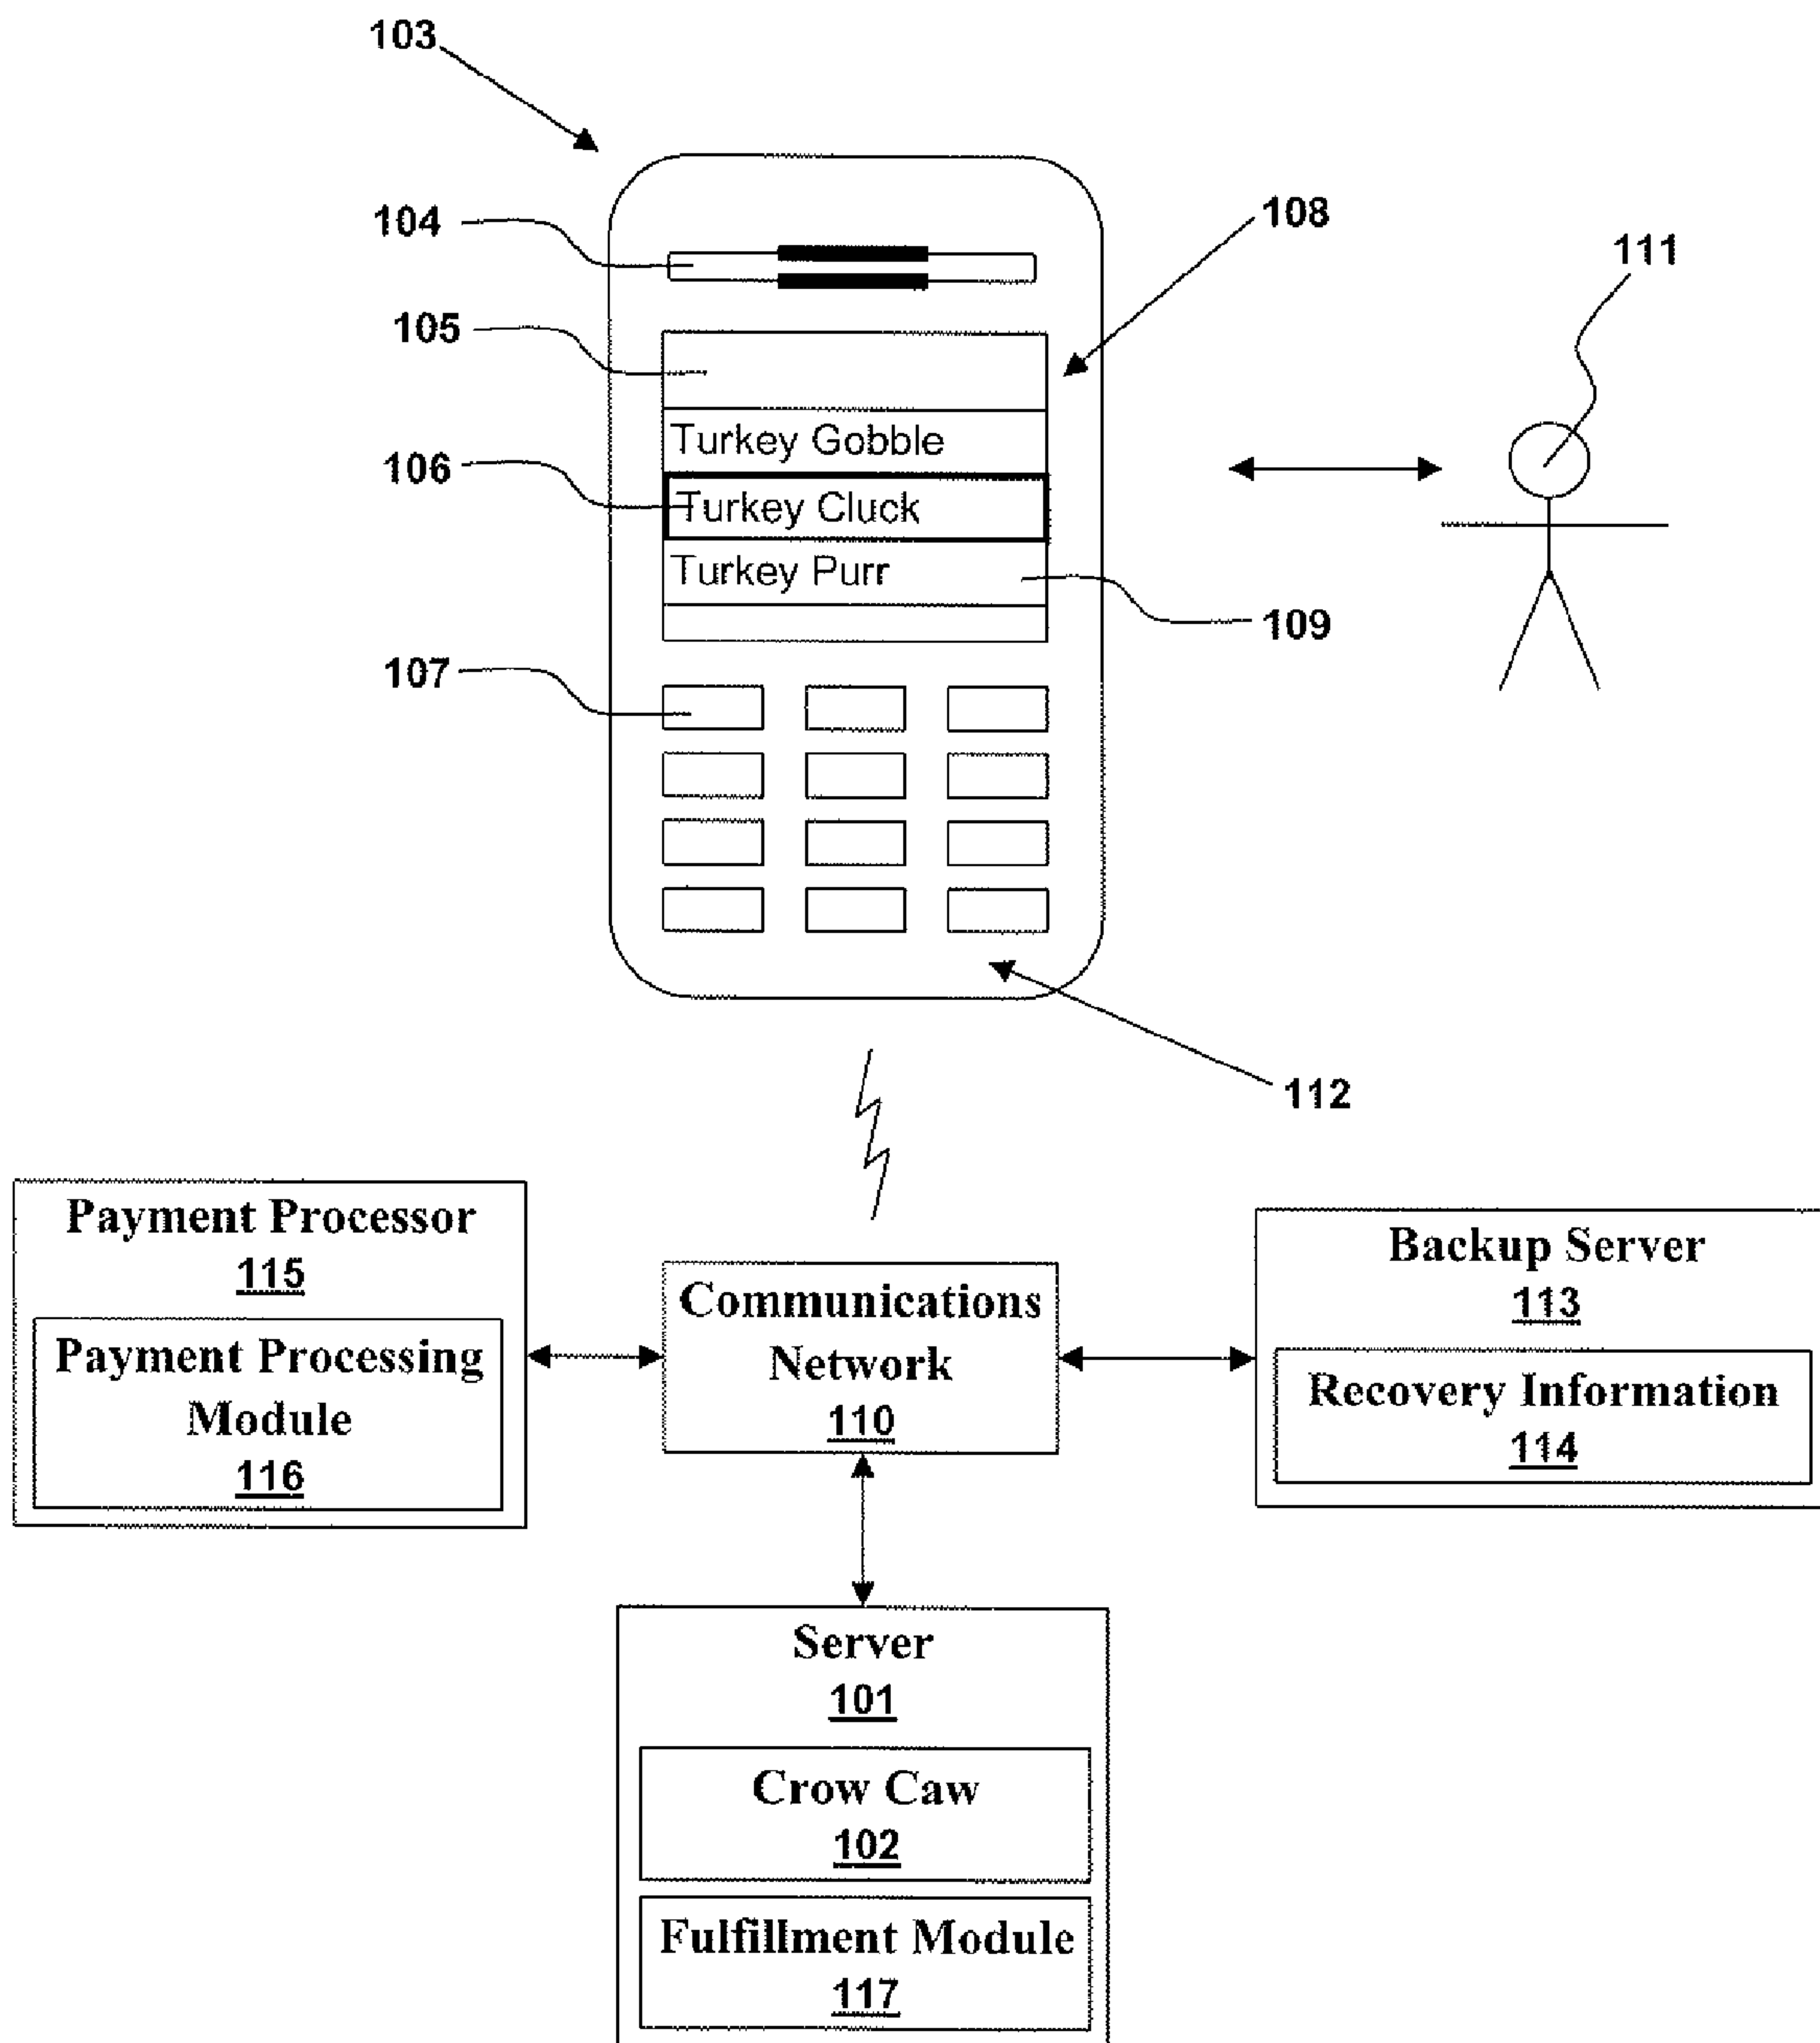 103
104
108
111
105
Turkey Gobble
106
Turkey Cluck
Turkey Purr
109
107
112
Payment Processor
115
Payment Processing
Module
116
Communications
Network
110
Backup Server
113
Recovery Information
114
Server
101
Crow Caw
102
Fulfillment Module
117